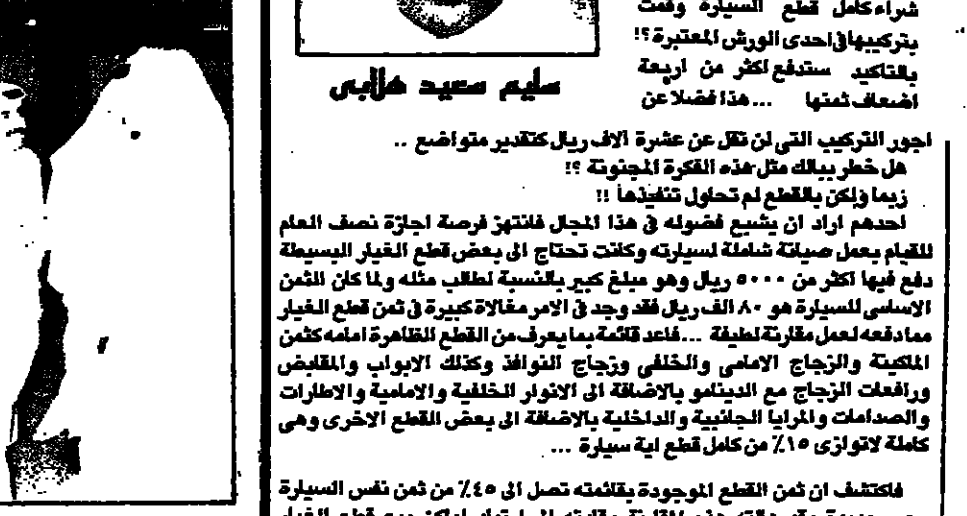 شراء كامل قطع السيارة وقمت
بتركيبها في احدى الورش المعتبرة ؟!
بالتاكيد ستدفع اكثر من اربعة
اضعاف ثمنها ... هذا فضلا عن
سليم سعيد هلابى
اجور التركيب التي لن تقل عن عشرة آلاف ريال كتقدير متواضع ..
هل خطر ببالك مثل هذه الفكرة المجنونة ؟!
ربما ولكن بالقطع لم تحاول تنفيذها !!
احدهم اراد ان يشبع فضوله في هذا المجال فانتهز فرصة اجازة نصف العام
للقيام بعمل صيانة شاملة لسيارته وكانت تحتاج الى بعض قطع الغيار البسيطة
دفع فيها اكثر من ٥٠٠٠ ريال وهو مبلغ كبير بالنسبة لطالب مثله ولما كان الثمن
الاساسى للسيارة هو ٨٠ الف ريال فقد وجد في الامر مغالاة كبيرة في ثمن قطع الغيار
مما دفعه لعمل مقارنة لطيفة ... فاعد قائمة بما يعرف من القطع الظاهرة امامه كثمن
الماكينة والزجاج الامامى والخلفى وزجاج النوافذ وكذلك الابواب والمقابض
ورافعات الزجاج مع الدينامو بالاضافة الى الانوار الخلفية والامامية والاطارات
والصدامات والمرايا الجانبية والداخلية بالاضافة الى بعض القطع الاخرى وهى
كاملة لاتوازى ١٥٪ من كامل قطع اية سيارة ...
فاكتشف ان ثمن القطع الموجودة بقائمته تصل الى ٤٥٪ من ثمن نفس السيارة